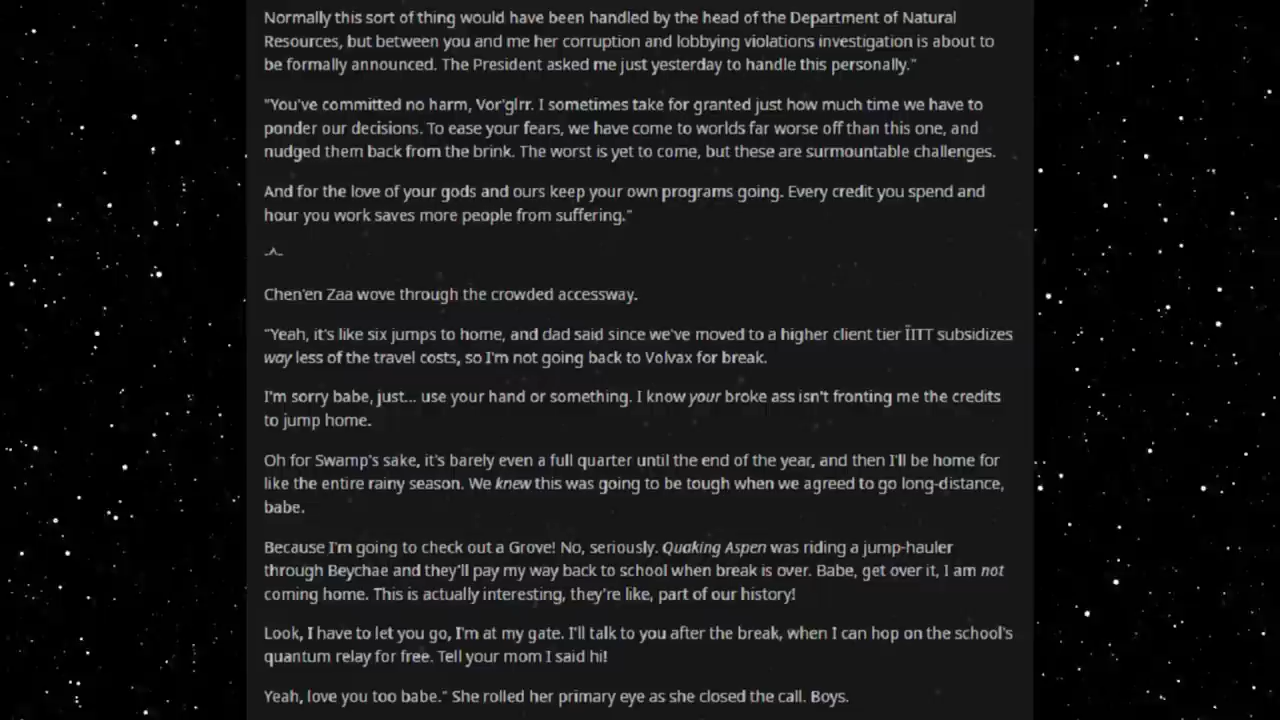 Normally this sort of thing would have been handled by the head of the Department of Natural
Resources, but between you and me her corruption and lobbying violations investigation is about to
be formally announced. The President asked me just yesterday to handle this personally."
"You've committed no harm, Vor'glrr. I sometimes take for granted just how much time we have to
ponder our decisions. To ease your fears, we have come to worlds far worse off than this one, and
nudged them back from the brink. The worst is yet to come, but these are surmountable challenges.
And for the love of your gods and ours keep your own programs going. Every credit you spend and
hour you work saves more people from suffering."
Chen'en Zaa wove through the crowded accessway.
"Yeah, it's like six jumps to home, and dad said since we've moved to a higher client tier ĪITT subsidizes
way less of the travel costs, so I'm not going back to Volvax for break.
I'm sorry babe, just... use your hand or something. I know your broke ass isn't fronting me the credits
to jump home.
Oh for Swamp's sake, it's barely even a full quarter until the end of the year, and then I'll be home for
like the entire rainy season. We knew this was going to be tough when we agreed to go long-distance,
babe.
Because I'm going to check out a Grove! No, seriously. Quaking Aspen was riding a jump-hauler
through Beychae and they'll pay my way back to school when break is over. Babe, get over it, I am not
coming home. This is actually interesting, they're like, part of our history!
Look, I have to let you go, I'm at my gate. I'll talk to you after the break, when I can hop on the school's
quantum relay for free. Tell your mom I said hi!
Yeah, love you too babe." She rolled her primary eye as she closed the call. Boys.